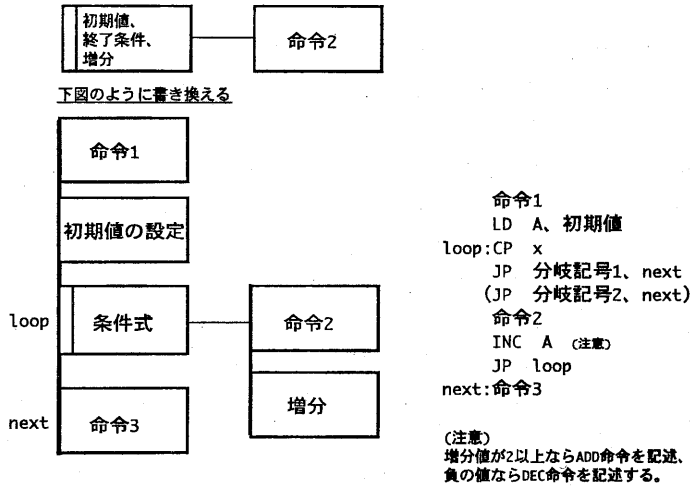 初期値、
終了条件、
増分
命令2
下図のように書き換える
命令1
初期値の設定
loop
条件式
命令2
増分
next
命令3
命令1
LD A、初期値
loop:CP x
JP 分岐記号1、next
(JP 分岐記号2、next)
命令2
INC A (注意)
JP loop
next:命令3
(注意)
増分値が2以上ならADD命令を記述、
負の値ならDEC命令を記述する。